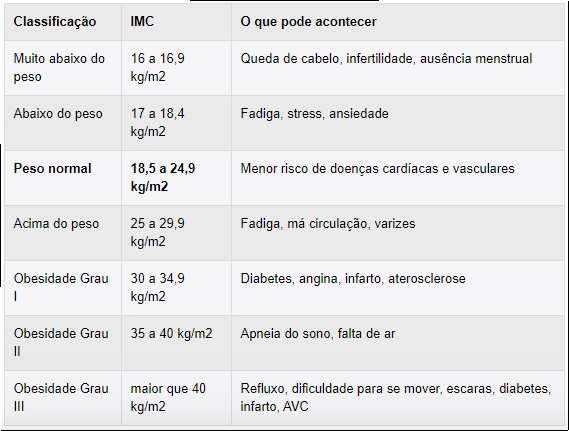 Classificação IMC O que pode acontecer
Muito abaixo do peso 16 a 16,9 kg/m2 Queda de cabelo, infertilidade, ausência menstrual
Abaixo do peso 17 a 18,4 kg/m2 Fadiga, stress, ansiedade
Peso normal 18,5 a 24,9 kg/m2 Menor risco de doenças cardíacas e vasculares
Acima do peso 25 a 29,9 kg/m2 Fadiga, má circulação, varizes
Obesidade Grau I 30 a 34,9 kg/m2 Diabetes, angina, infarto, aterosclerose
Obesidade Grau II 35 a 40 kg/m2 Apneia do sono, falta de ar
Obesidade Grau III maior que 40 kg/m2 Refluxo, dificuldade para se mover, escaras, diabetes, infarto, AVC